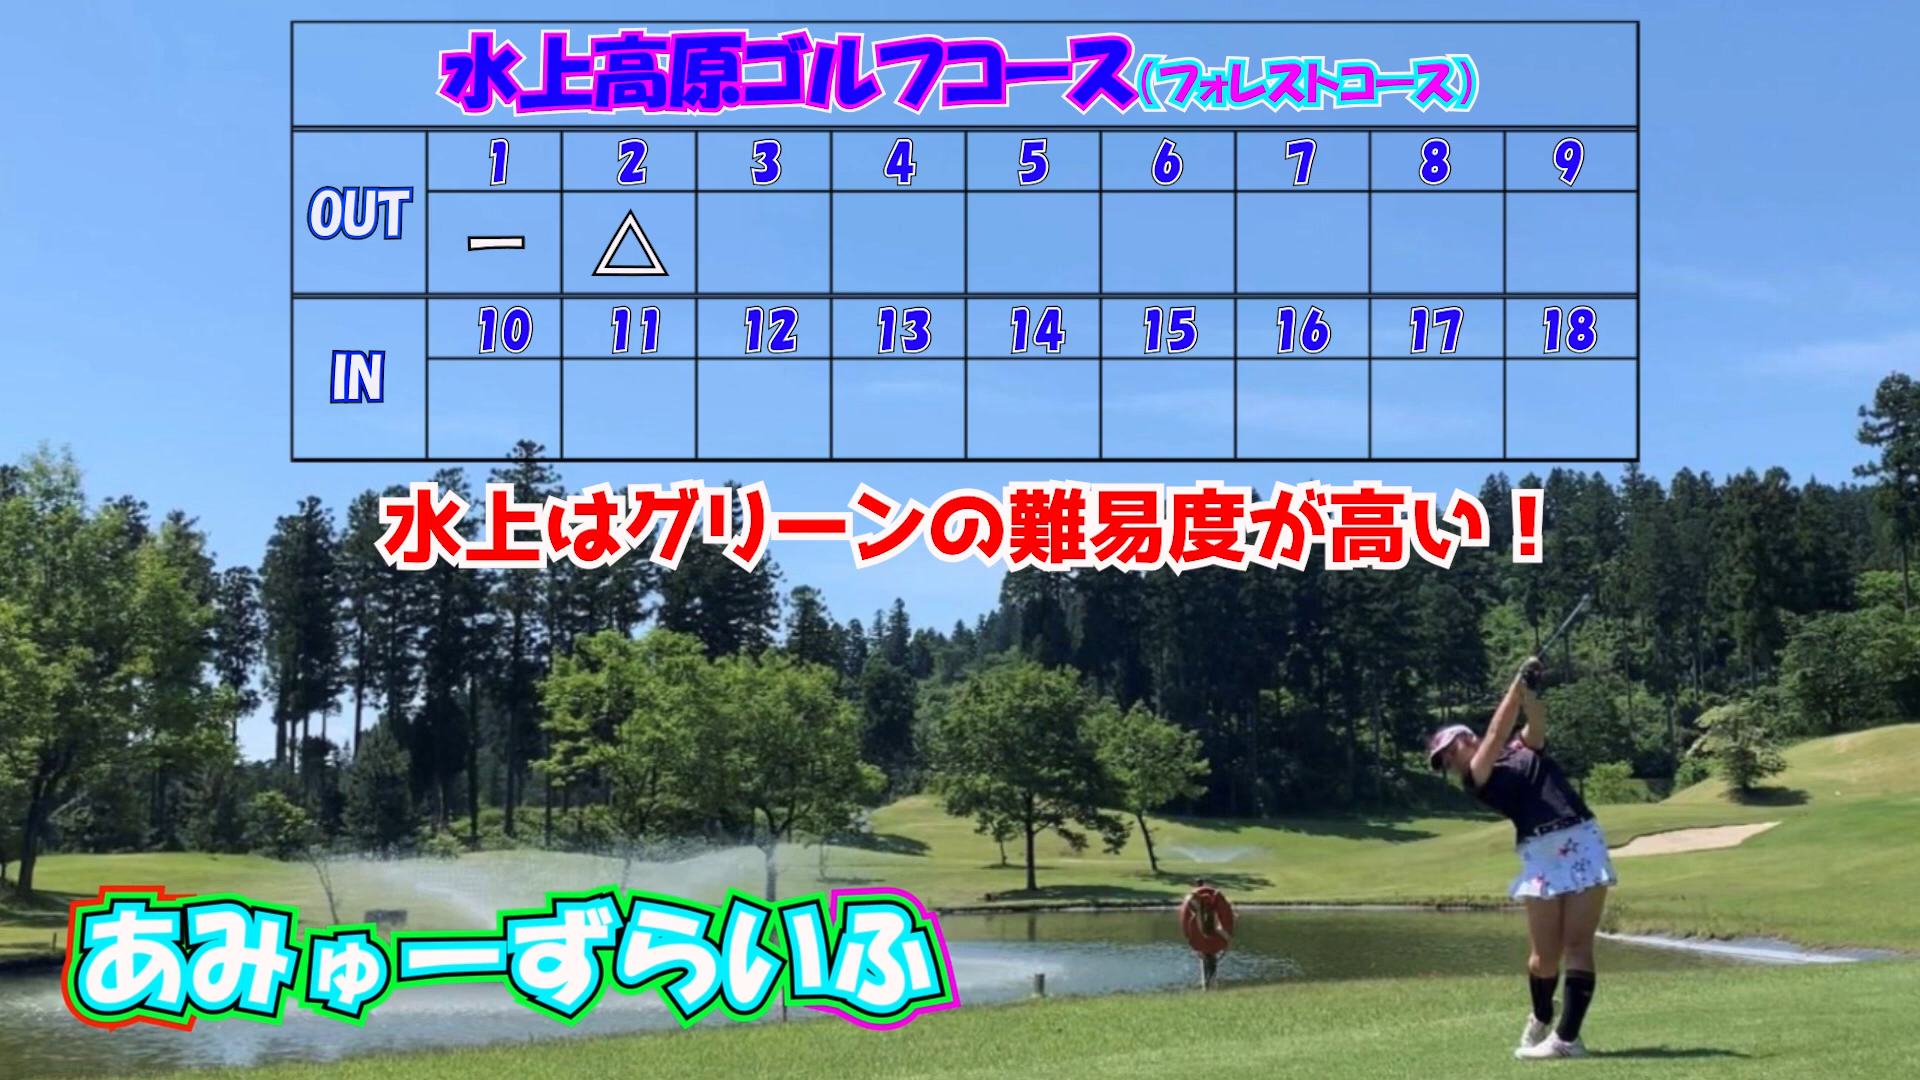 水上高原ゴルフコース(フォレストコース)
OUT 1 2 3 4 5 6 7 8 9
ー △
IN 10 11 12 13 14 15 16 17 18
水上はグリーンの難易度が高い！
あみゅーずらいふ